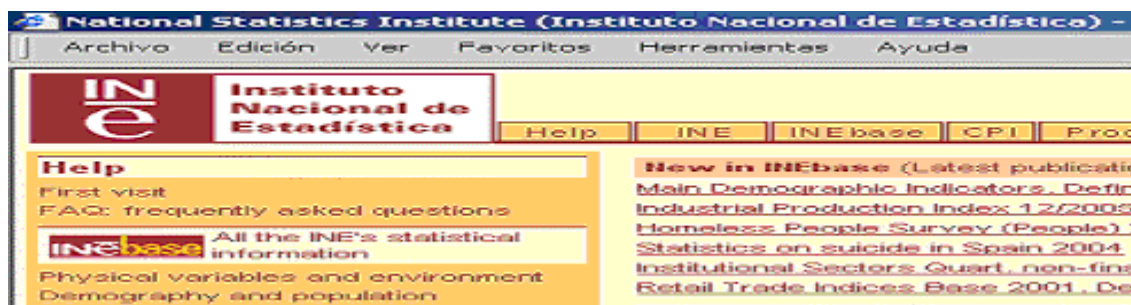 National Statistics Institute (Instituto Nacional de Estadística) -
Archivo Edición Ver Favoritos Herramientas Ayuda
INe
Instituto
Nacional de
Estadística
Help INE INEbase CPI
Help
First visit
FAQ: frequently asked questions
INEbase All the INE's statistical
information
Physical variables and environment
Demography and population
New in INEbase (Latest
Main Demographic Indicators.
Industrial Production Index
Homeless People Survey (People)
Statistics on suicide in Spain 2004
Institutional Sectors Quart.
Retail Trade Indices Base 2001.